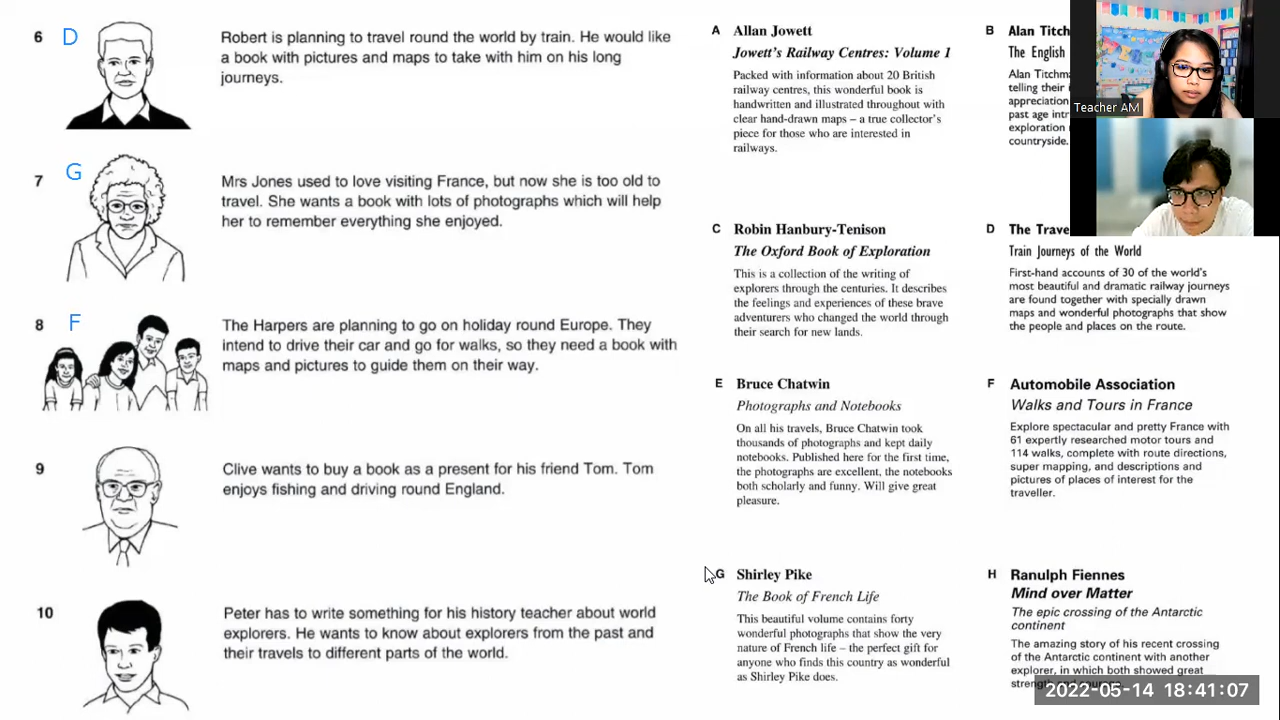 6 D
Robert is planning to travel round the world by train. He would like
a book with pictures and maps to take with him on his long
journeys.
7 G
Mrs Jones used to love visiting France, but now she is too old to
travel. She wants a book with lots of photographs which will help
her to remember everything she enjoyed.
8 F
The Harpers are planning to go on holiday round Europe. They
intend to drive their car and go for walks, so they need a book with
maps and pictures to guide them on their way.
9
Clive wants to buy a book as a present for his friend Tom. Tom
enjoys fishing and driving round England.
10
Peter has to write something for his history teacher about world
explorers. He wants to know about explorers from the past and
their travels to different parts of the world.
A Allan Jowett
Jowett's Railway Centres: Volume 1
Packed with information about 20 British
railway centres, this wonderful book is
handwritten and illustrated throughout with
clear hand-drawn maps – a true collector's
piece for those who are interested in
railways.
B Alan
The English
Alan
telling their
appreciation
past age
exploration
countryside.
C Robin Hanbury-Tenison
The Oxford Book of Exploration
This is a collection of the writing of
explorers through the centuries. It describes
the feelings and experiences of these brave
adventurers who changed the world through
their search for new lands.
D The
Train Journeys of the World
First-hand accounts of 30 of the world's
most beautiful and dramatic railway journeys
are found together with specially drawn
maps and wonderful photographs that show
the people and places on the route.
E Bruce Chatwin
Photographs and Notebooks
On all his travels, Bruce Chatwin took
thousands of photographs and kept daily
notebooks. Published here for the first time,
the photographs are excellent, the notebooks
both scholarly and funny. Will give great
pleasure.
F Automobile Association
Walks and Tours in France
Explore spectacular and pretty France with
61 expertly researched motor tours and
114 walks, complete with route directions,
super mapping, and descriptions and
pictures of places of interest for the
traveller.
G Shirley Pike
The Book of French Life
This beautiful volume contains forty
wonderful photographs that show the very
nature of French life – the perfect gift for
anyone who finds this country as wonderful
as Shirley Pike does.
H Ranulph Fiennes
Mind over Matter
The epic crossing of the Antarctic
continent
The amazing story of his recent crossing
of the Antarctic continent with another
explorer, in which both showed great
Teacher AM
2022-05-14 18:41:07